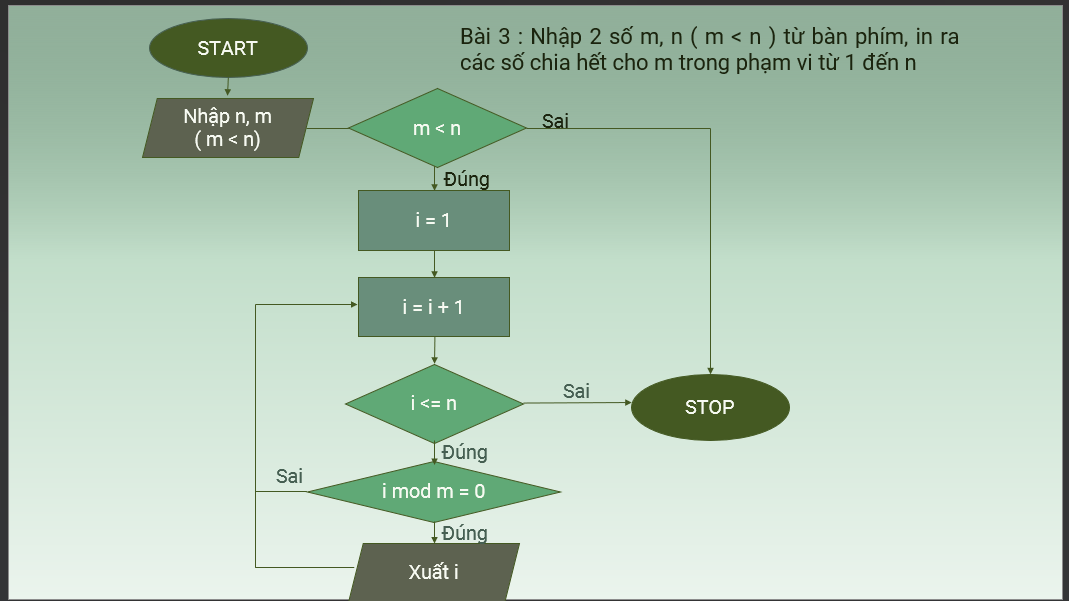 Bài 3 : Nhập 2 số m, n ( m < n ) từ bàn phím, in ra
các số chia hết cho m trong phạm vi từ 1 đến n
START
Nhập n, m
( m < n)
m < n
Sai
Đúng
i = 1
i = i + 1
i <= n
Sai
STOP
Đúng
Sai
i mod m = 0
Đúng
Xuất i